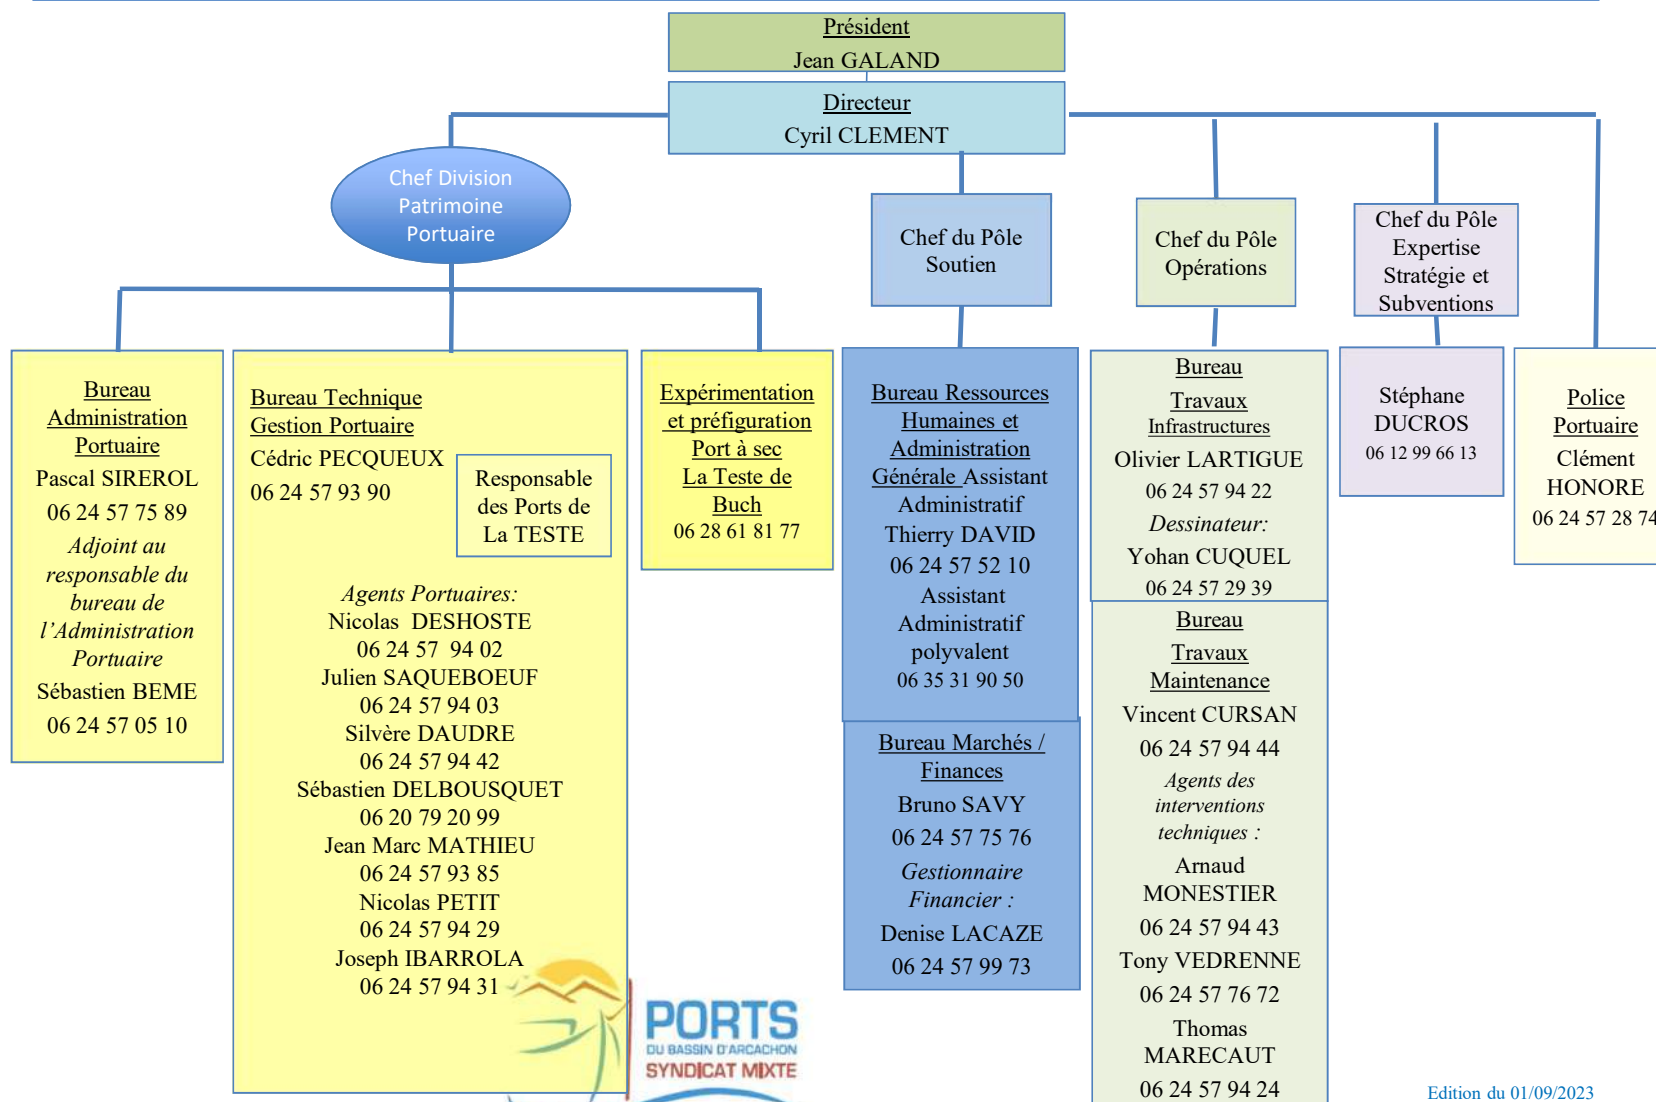 Président
Jean GALAND
Directeur
Cyril CLEMENT
Chef Division
Patrimoine
Portuaire
Chef du Pôle
Soutien
Chef du Pôle
Opérations
Chef du Pôle
Expertise
Stratégie et
Subventions
Bureau
Administration
Portuaire
Pascal SIREROL
06 24 57 75 89
Adjoint au
responsable du
bureau de
l’Administration
Portuaire
Sébastien BEME
06 24 57 05 10
Bureau Technique
Gestion Portuaire
Cédric PECQUEUX
06 24 57 93 90
Responsable
des Ports de
La TESTE
Agents Portuaires:
Nicolas DESHOSTE
06 24 57 94 02
Julien SAQUEBOEUF
06 24 57 94 03
Silvère DAUDRE
06 24 57 94 42
Sébastien DELBOUSQUET
06 20 79 20 99
Jean Marc MATHIEU
06 24 57 93 85
Nicolas PETIT
06 24 57 94 29
Joseph IBARROLA
06 24 57 94 31
Expérimentation
et préfiguration
Port à sec
La Teste de
Buch
06 28 61 81 77
Bureau Ressources
Humaines et
Administration
Générale Assistant
Administratif
Thierry DAVID
06 24 57 52 10
Assistant
Administratif
polyvalent
06 35 31 90 50
Bureau Marchés /
Finances
Bruno SAVY
06 24 57 75 76
Gestionnaire
Financier :
Denise LACAZE
06 24 57 99 73
Bureau
Travaux
Infrastructures
Olivier LARTIGUE
06 24 57 94 22
Dessinateur:
Yohan CUQUEL
06 24 57 29 39
Bureau
Travaux
Maintenance
Vincent CURSAN
06 24 57 94 44
Agents des
interventions
techniques :
Arnaud
MONESTIER
06 24 57 94 43
Tony VEDRENNE
06 24 57 76 72
Thomas
MARECAUT
06 24 57 94 24
Stéphane
DUCROS
06 12 99 66 13
Police
Portuaire
Clément
HONORE
06 24 57 28 74
PORTS
DU BASSIN D'ARCACHON
SYNDICAT MIXTE
Edition du 01/09/2023